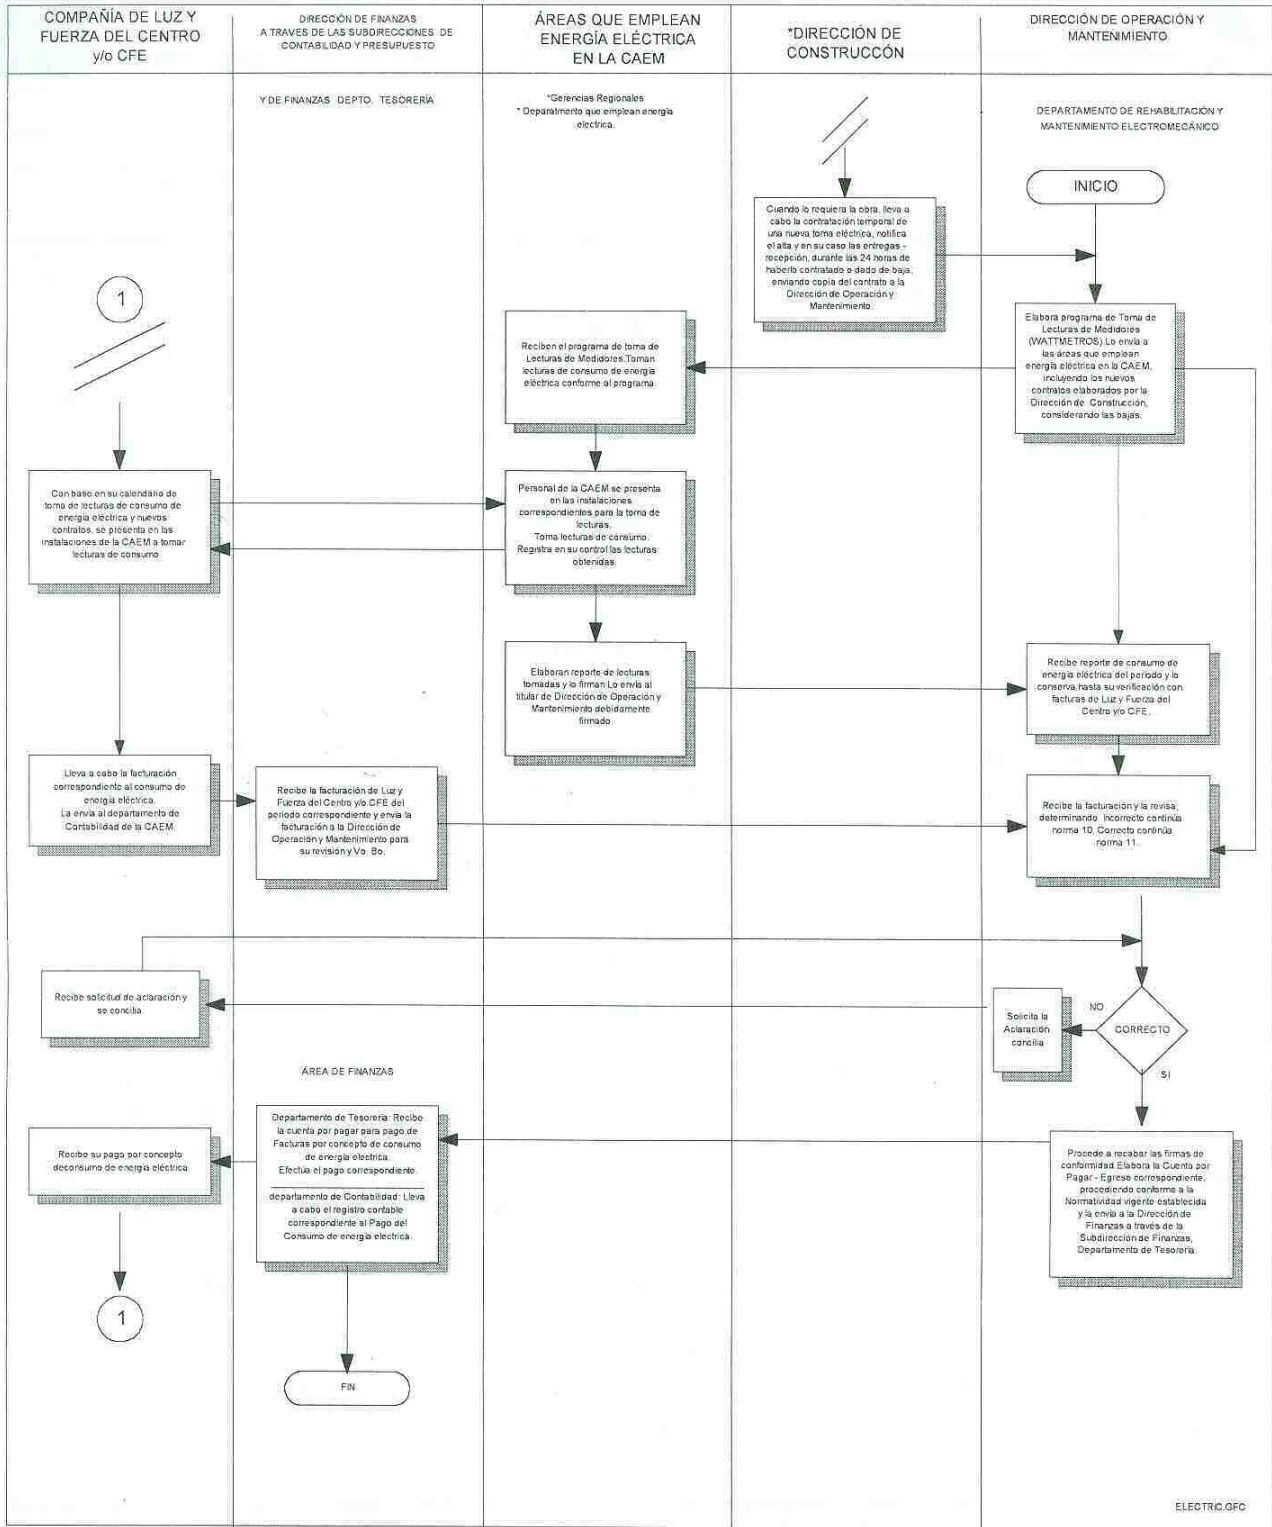 COMPAÑÍA DE LUZ Y
FUERZA DEL CENTRO
y/o CFE
DIRECCIÓN DE FINANZAS
A TRAVES DE LAS SUBDIRECCIONES DE
CONTABILIDAD Y PRESUPUESTO
ÁREAS QUE EMPLEAN
ENERGÍA ELÉCTRICA
EN LA CAEM
*DIRECCIÓN DE
CONSTRUCCIÓN
DIRECCIÓN DE OPERACIÓN Y
MANTENIMIENTO
Y DE FINANZAS DEPTO. TESORERÍA
*Gerencias Regionales
* Deparatmento que emplean energía
electrica.
DEPARTAMENTO DE REHABILITACIÓN Y
MANTENIMIENTO ELECTROMECÁNICO
INICIO
Cuando lo requiera la obra, lleva a
cabo la contratación temporal de
una nueva toma eléctrica, notifica
el alta y en su caso las entregas -
recepción, durante las 24 horas de
haberlo contratado o dado de baja,
enviando copia del contrato a la
Dirección de Operación y
Mantenimiento.
1
Elabora programa de Toma de
Lecturas de Medidores
(WATTMETROS).Lo envía a
las áreas que emplean
energía eléctrica en la CAEM,
incluyendo los nuevos
contratos elaborados por la
Dirección de Construcción,
considerando las bajas.
Reciben el programa de toma de
Lecturas de Medidores.Toman
lecturas de consumo de energía
eléctrica conforme al programa.
Con base en su calendario de
toma de lecturas de consumo de
energía eléctrica y nuevos
contratos, se presenta en las
instalaciones de la CAEM a tomar
lecturas de consumo
Personal de la CAEM se presenta
en las instalaciones
correspondientes para la toma de
lecturas.
Toma lecturas de consumo.
Registra en su control las lecturas
obtenidas.
Elaboran reporte de lecturas
tomadas y lo firman.Lo envía al
titular de Dirección de Operación y
Mantenimiento debidamente
firmado
Recibe reporte de consumo de
energía eléctrica del periodo y lo
conserva hasta su verificación con
facturas de Luz y Fuerza del
Centro y/o CFE.
Lleva a cabo la facturación
correspondiente al consumo de
energía eléctrica.
La envía al departamento de
Contabilidad de la CAEM.
Recibe la facturación de Luz y
Fuerza del Centro y/o CFE del
periodo correspondiente y envía la
facturación a la Dirección de
Operación y Mantenimiento para
su revisión y Vo. Bo.
Recibe la facturación y la revisa,
determinando. Incorrecto continúa
norma 10, Correcto continúa
norma 11.
Recibe solicitud de aclaración y
se concilia
Solicita la
Aclaración
concilia
NO
CORRECTO
SI
ÁREA DE FINANZAS
Departamento de Tesorería: Recibe
la cuenta por pagar para pago de
Facturas por concepto de consumo
de energía electrica.
Efectúa el pago correspondiente.
departamento de Contabilidad: Lleva
a cabo el registro contable
correspondiente al Pago del
Consumo de energía electrica.
Recibe su pago por concepto
deconsumo de energía eléctrica
Procede a recabar las firmas de
conformidad.Elabora la Cuenta por
Pagar - Egreso correspondiente,
procediendo conforme a la
Normatividad vigente establecida
y la envía a la Dirección de
Finanzas a través de la
Subdirección de Finanzas,
Departamento de Tesorería.
1
FIN
ELECTRIC.GFC